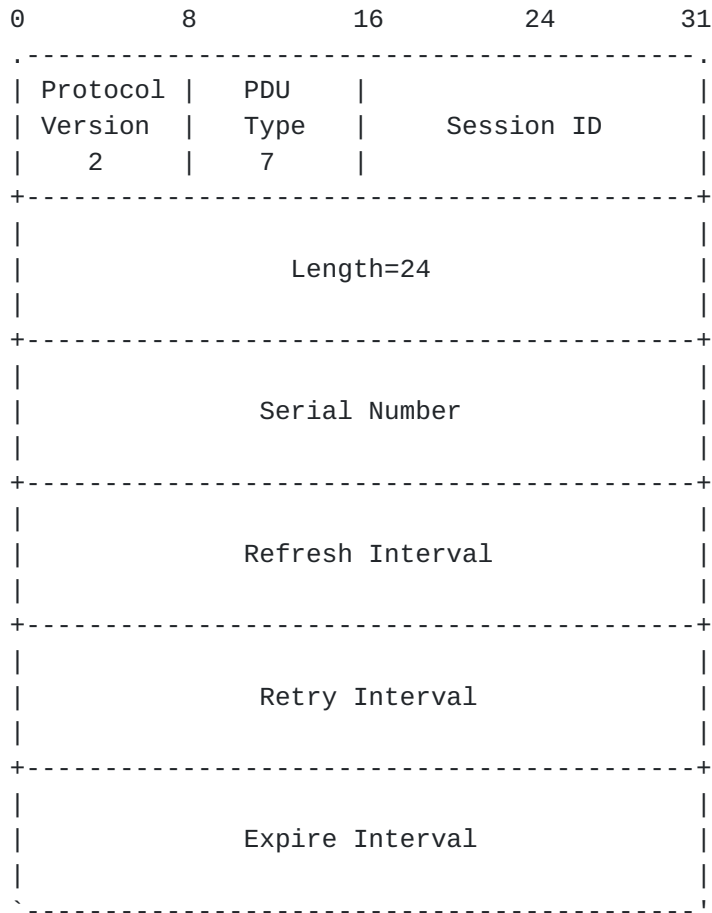 0          8          16         24        31
.-------------------------------------------.
| Protocol |   PDU    |                     |
| Version  |   Type   |     Session ID      |
|    2     |    7     |                     |
+-------------------------------------------+
|                                           |
|                 Length=24                 |
|                                           |
+-------------------------------------------+
|                                           |
|               Serial Number               |
|                                           |
+-------------------------------------------+
|                                           |
|              Refresh Interval             |
|                                           |
+-------------------------------------------+
|                                           |
|               Retry Interval              |
|                                           |
+-------------------------------------------+
|                                           |
|              Expire Interval              |
|                                           |
`-------------------------------------------'